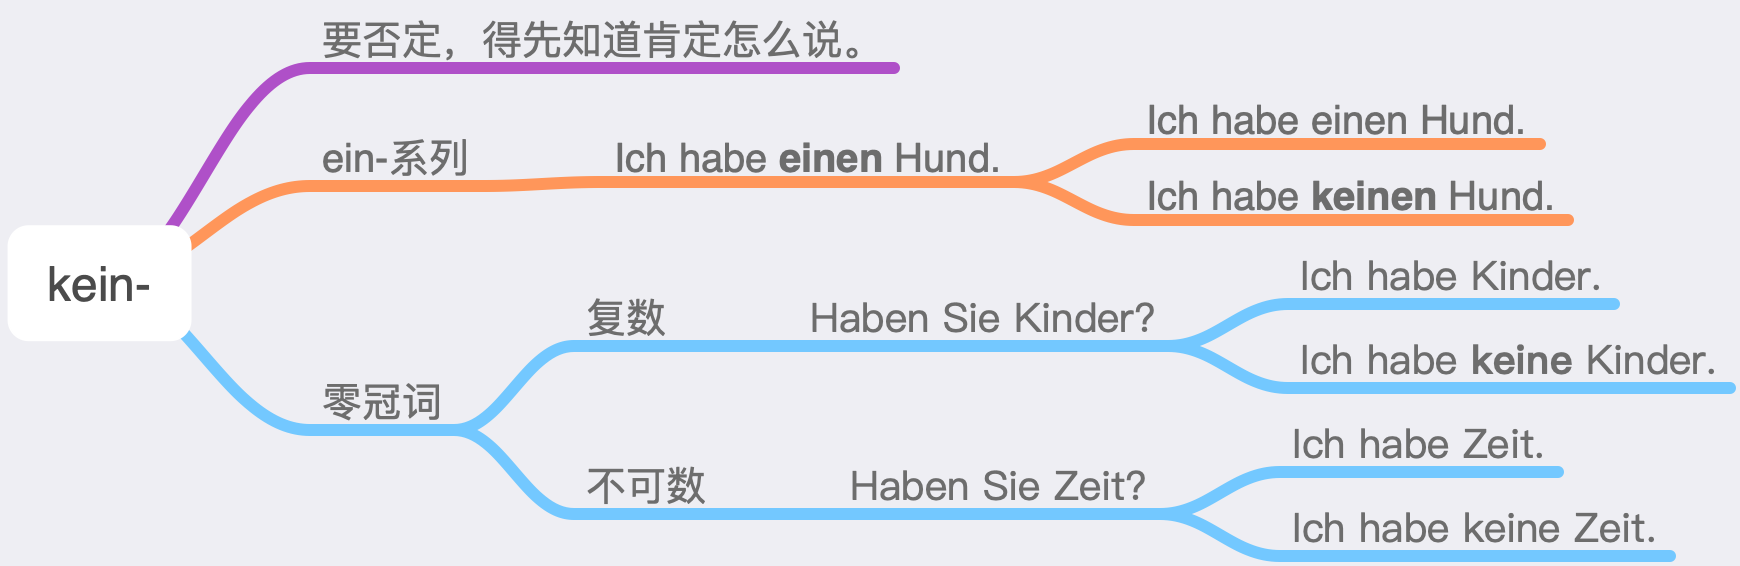 要否定，得先知道肯定怎么说。
ein-系列
Ich habe einen Hund.
Ich habe einen Hund.
Ich habe keinen Hund.
kein-
零冠词
复数
Haben Sie Kinder?
Ich habe Kinder.
Ich habe keine Kinder.
不可数
Haben Sie Zeit?
Ich habe Zeit.
Ich habe keine Zeit.